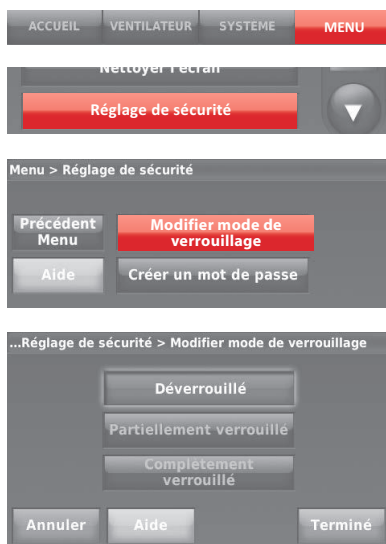 ACCUEIL VENTILATEUR SYSTEME MENU
Nettoyer l'écran
Réglage de sécurité
Menu > Réglage de sécurité
Précédent Menu
Modifier mode de verrouillage
Aide
Créer un mot de passe
...Réglage de sécurité > Modifier mode de verrouillage
Déverrouillé
Partiellement verrouillé
Complètement
verrouillé
Annuler Aide Terminé